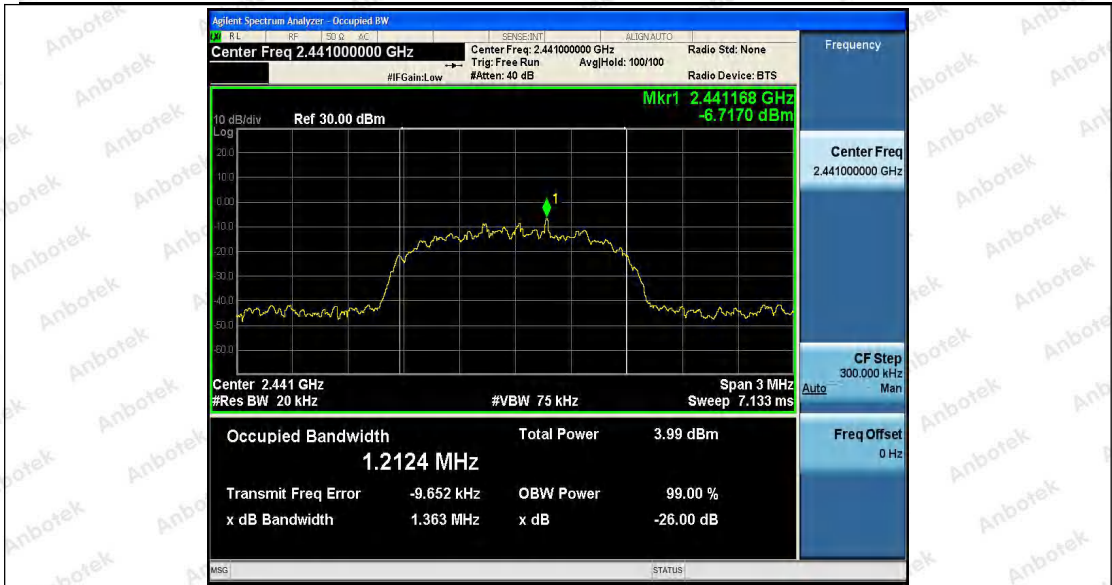 Agilent Spectrum Analyzer - Occupied BW
LXI RL RF 50 Ω AC SENSE:INT ALIGN AUTO
Center Freq 2.441000000 GHz
Center Freq: 2.441000000 GHz
Radio Std: None
Trig: Free Run Avg|Hold: 100/100
#IFGain:Low #Atten: 40 dB
Radio Device: BTS
Mkr1 2.441168 GHz
-6.7170 dBm
10 dB/div Ref 30.00 dBm
Log
20.0
10.0
0.00
-10.0
-20.0
-30.0
-40.0
-50.0
-60.0
1
Center 2.441 GHz Span 3 MHz
#Res BW 20 kHz #VBW 75 kHz Sweep 7.133 ms
Occupied Bandwidth Total Power 3.99 dBm
1.2124 MHz
Transmit Freq Error -9.652 kHz OBW Power 99.00 %
x dB Bandwidth 1.363 MHz x dB -26.00 dB
MSG STATUS
Frequency
Center Freq
2.441000000 GHz
CF Step
300.000 kHz
Auto Man
Freq Offset
0 Hz
Anbotek